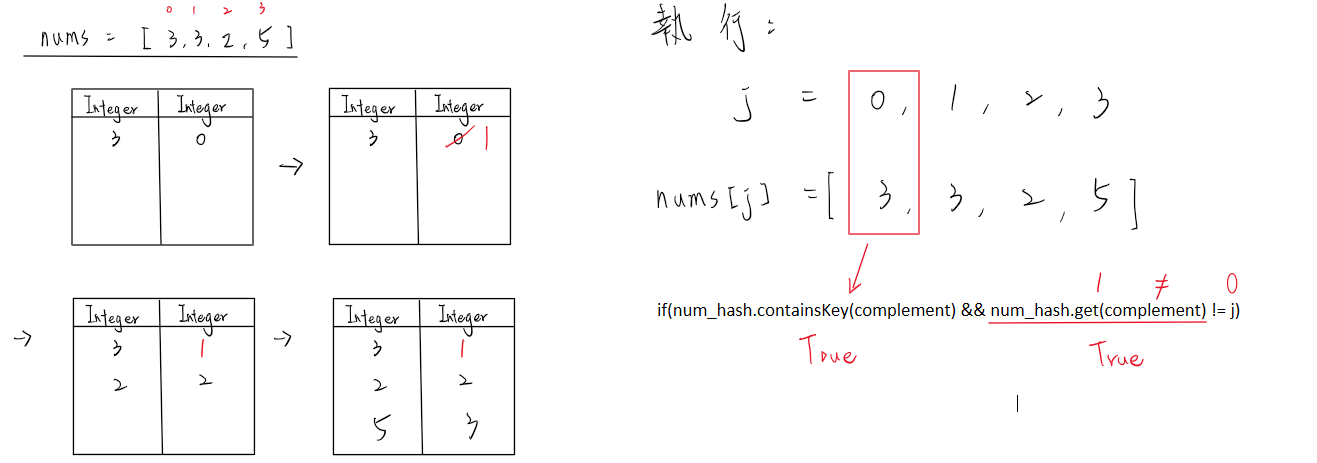 0 1 2 3
nums = [ 3, 3, 2, 5 ]
Integer Integer
3 0
→
Integer Integer
3 0 1
→
Integer Integer
3 1
2 2
→
Integer Integer
3 1
2 2
5 3
執行:
j = 0, 1, 2, 3
nums[j] =[ 3, 3, 2, 5 ]
1 ≠ 0
if(num_hash.containsKey(complement) && num_hash.get(complement) != j)
True True